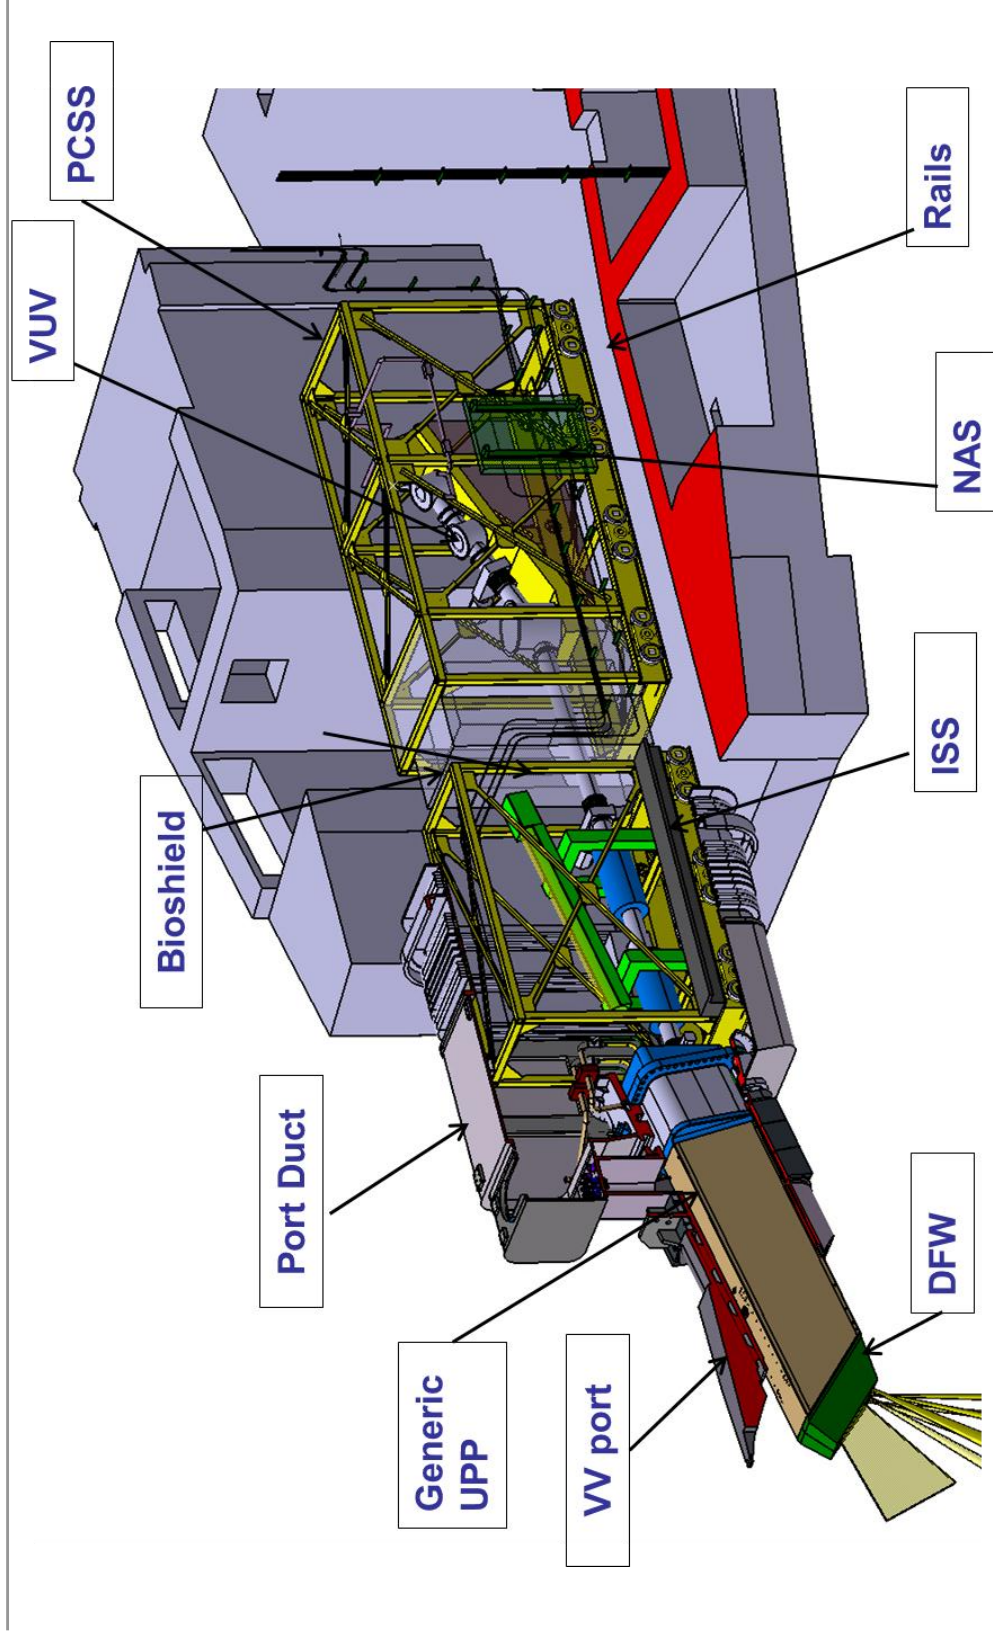 Generic
UPP
VV port
Port Duct
Bioshield
VUV
PCSS
DFW
ISS
NAS
Rails